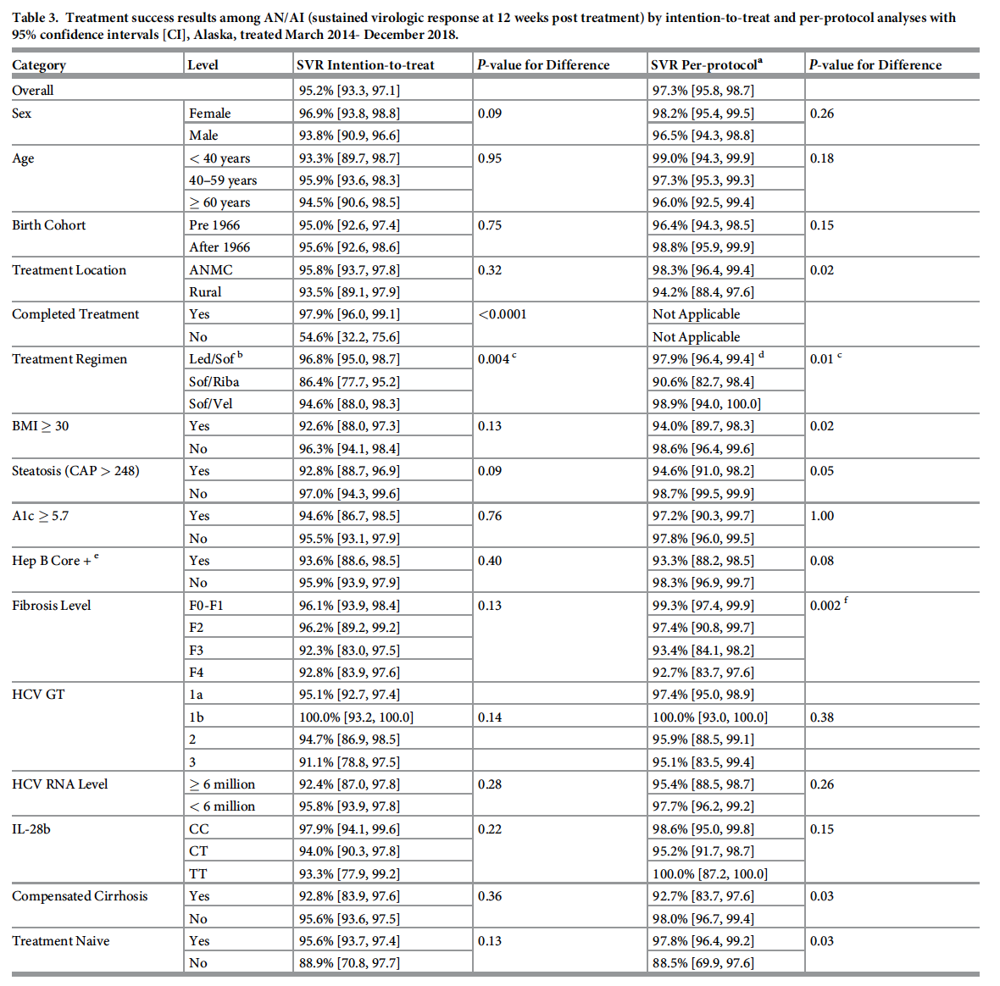 Table 3. Treatment success results among AN/AI (sustained virologic response at 12 weeks post treatment) by intention-to-treat and per-protocol analyses with
95% confidence intervals [CI], Alaska, treated March 2014- December 2018.
Category Level SVR Intention-to-treat P-value for Difference SVR Per-protocol a P-value for Difference
Overall 95.2% [93.3, 97.1] 97.3% [95.8, 98.7]
Sex Female 96.9% [93.8, 98.8] 0.09 98.2% [95.4, 99.5] 0.26
Male 93.8% [90.9, 96.6] 96.5% [94.3, 98.8]
Age < 40 years 93.3% [89.7, 98.7] 0.95 99.0% [94.3, 99.9] 0.18
40–59 years 95.9% [93.6, 98.3] 97.3% [95.3, 99.3]
≥ 60 years 94.5% [90.6, 98.5] 96.0% [92.5, 99.4]
Birth Cohort Pre 1966 95.0% [92.6, 97.4] 0.75 96.4% [94.3, 98.5] 0.15
After 1966 95.6% [92.6, 98.6] 98.8% [95.9, 99.9]
Treatment Location ANMC 95.8% [93.7, 97.8] 0.32 98.3% [96.4, 99.4] 0.02
Rural 93.5% [89.1, 97.9] 94.2% [88.4, 97.6]
Completed Treatment Yes 97.9% [96.0, 99.1] <0.0001 Not Applicable
No 54.6% [32.2, 75.6] Not Applicable
Treatment Regimen Led/Sof b 96.8% [95.0, 98.7] 0.004 c 97.9% [96.4, 99.4] d 0.01 c
Sof/Riba 86.4% [77.7, 95.2] 90.6% [82.7, 98.4]
Sof/Vel 94.6% [88.0, 98.3] 98.9% [94.0, 100.0]
BMI ≥ 30 Yes 92.6% [88.0, 97.3] 0.13 94.0% [89.7, 98.3] 0.02
No 96.3% [94.1, 98.4] 98.6% [96.4, 99.6]
Steatosis (CAP > 248) Yes 92.8% [88.7, 96.9] 0.09 94.6% [91.0, 98.2] 0.05
No 97.0% [94.3, 99.6] 98.7% [99.5, 99.9]
A1c ≥ 5.7 Yes 94.6% [86.7, 98.5] 0.76 97.2% [90.3, 99.7] 1.00
No 95.5% [93.1, 97.9] 97.8% [96.0, 99.5]
Hep B Core + e Yes 93.6% [88.6, 98.5] 0.40 93.3% [88.2, 98.5] 0.08
No 95.9% [93.9, 97.9] 98.3% [96.9, 99.7]
Fibrosis Level F0-F1 96.1% [93.9, 98.4] 0.13 99.3% [97.4, 99.9] 0.002 f
F2 96.2% [89.2, 99.2] 97.4% [90.8, 99.7]
F3 92.3% [83.0, 97.5] 93.4% [84.1, 98.2]
F4 92.8% [83.9, 97.6] 92.7% [83.7, 97.6]
HCV GT 1a 95.1% [92.7, 97.4] 97.4% [95.0, 98.9]
1b 100.0% [93.2, 100.0] 0.14 100.0% [93.0, 100.0] 0.38
2 94.7% [86.9, 98.5] 95.9% [88.5, 99.1]
3 91.1% [78.8, 97.5] 95.1% [83.5, 99.4]
HCV RNA Level ≥ 6 million 92.4% [87.0, 97.8] 0.28 95.4% [88.5, 98.7] 0.26
< 6 million 95.8% [93.9, 97.8] 97.7% [96.2, 99.2]
IL-28b CC 97.9% [94.1, 99.6] 0.22 98.6% [95.0, 99.8] 0.15
CT 94.0% [90.3, 97.8] 95.2% [91.7, 98.7]
TT 93.3% [77.9, 99.2] 100.0% [87.2, 100.0]
Compensated Cirrhosis Yes 92.8% [83.9, 97.6] 0.36 92.7% [83.7, 97.6] 0.03
No 95.6% [93.6, 97.5] 98.0% [96.7, 99.4]
Treatment Naive Yes 95.6% [93.7, 97.4] 0.13 97.8% [96.4, 99.2] 0.03
No 88.9% [70.8, 97.7] 88.5% [69.9, 97.6]